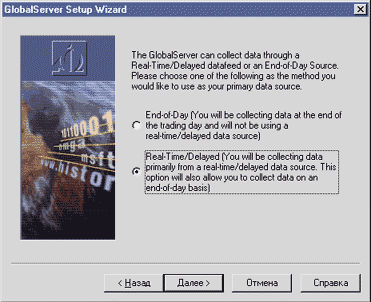 GlobalServer Setup Wizard
The GlobalServer can collect data through a
Real-Time/Delayed datafeed or an End-of-Day Source.
Please choose one of the following as the method you
would like to use as your primary data source.
End-of-Day (You will be collecting data at the end of
the trading day and will not be using a
real-time/delayed data source)
Real-Time/Delayed (You will be collecting data
primarily from a real-time/delayed data source. This
option will also allow you to collect data on an
end-of-day basis)
1110001
omga
msft
www.histor
< Назад
Далее >
Отмена
Справка